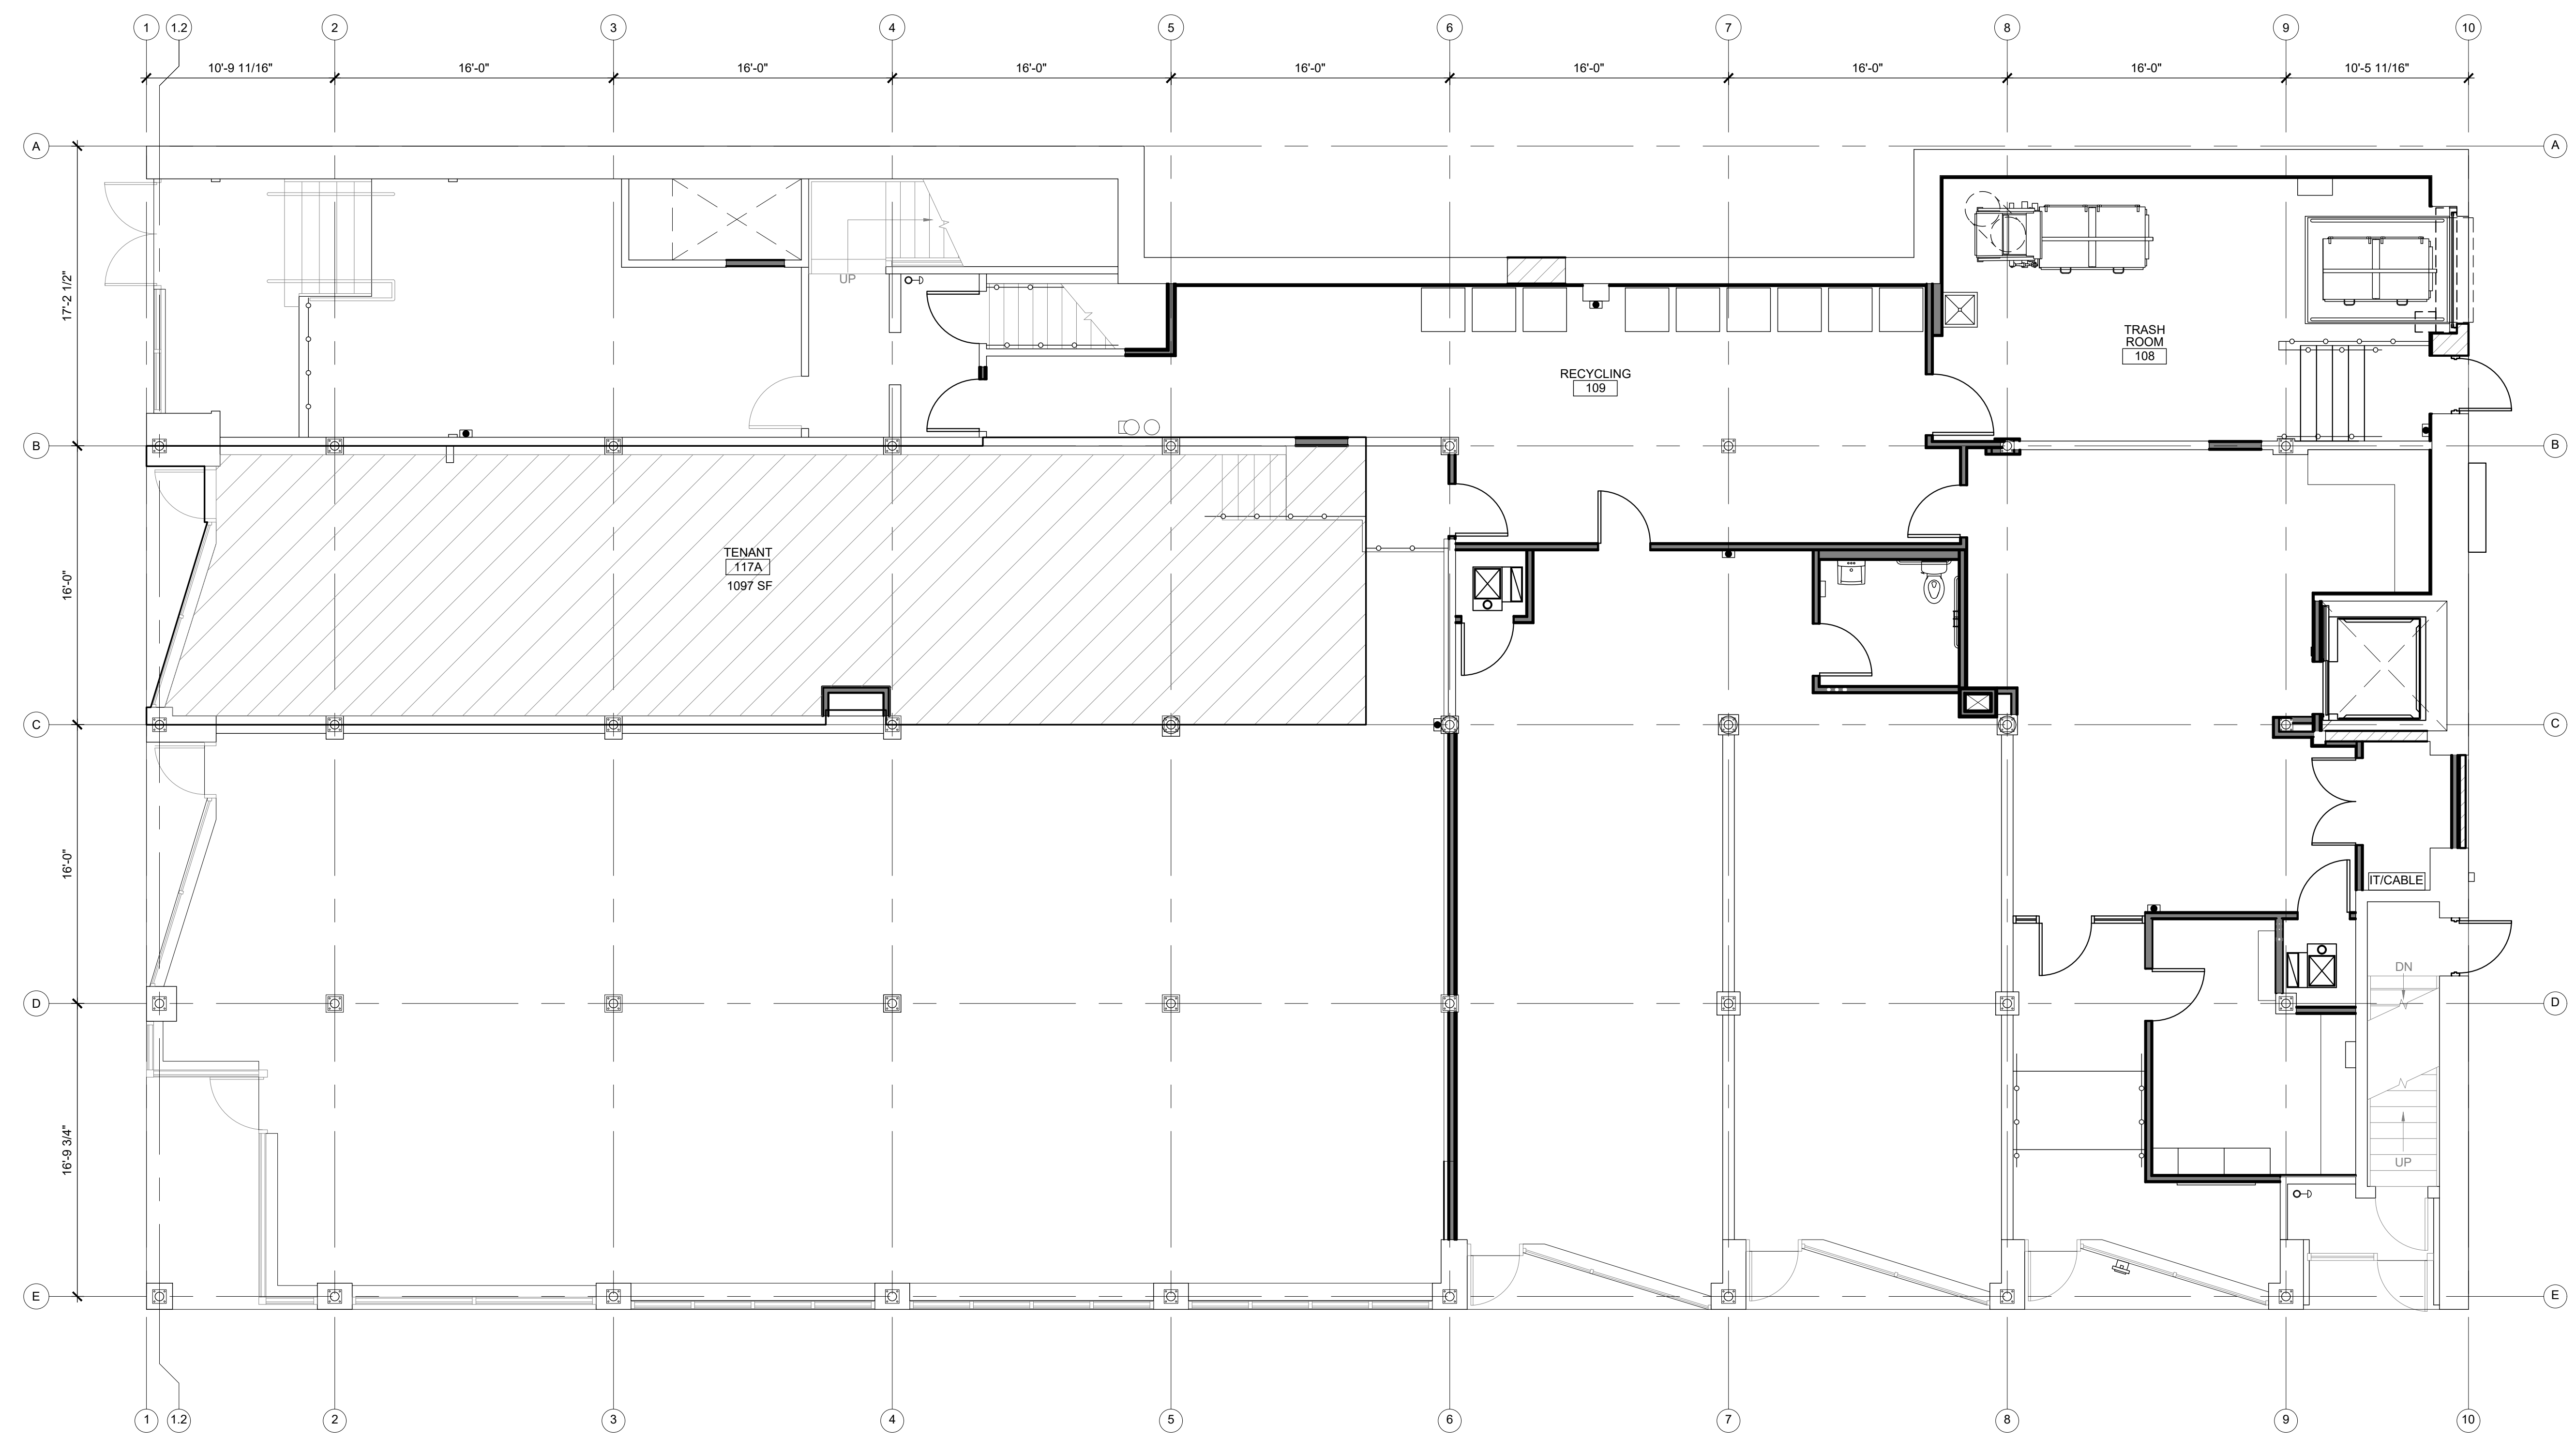 1 1.2 2 3 4 5 6 7 8 9 10
10'-9 11/16" 16'-0" 16'-0" 16'-0" 16'-0" 16'-0" 16'-0" 16'-0" 10'-5 11/16"
A A
17'-2 1/2"
UP
TRASH
ROOM
108
RECYCLING
109
B B
TENANT
117A
1097 SF
16'-0"
C C
16'-0"
IT/CABLE
DN
D D
16'-9 3/4"
UP
E E
1 1.2 2 3 4 5 6 7 8 9 10